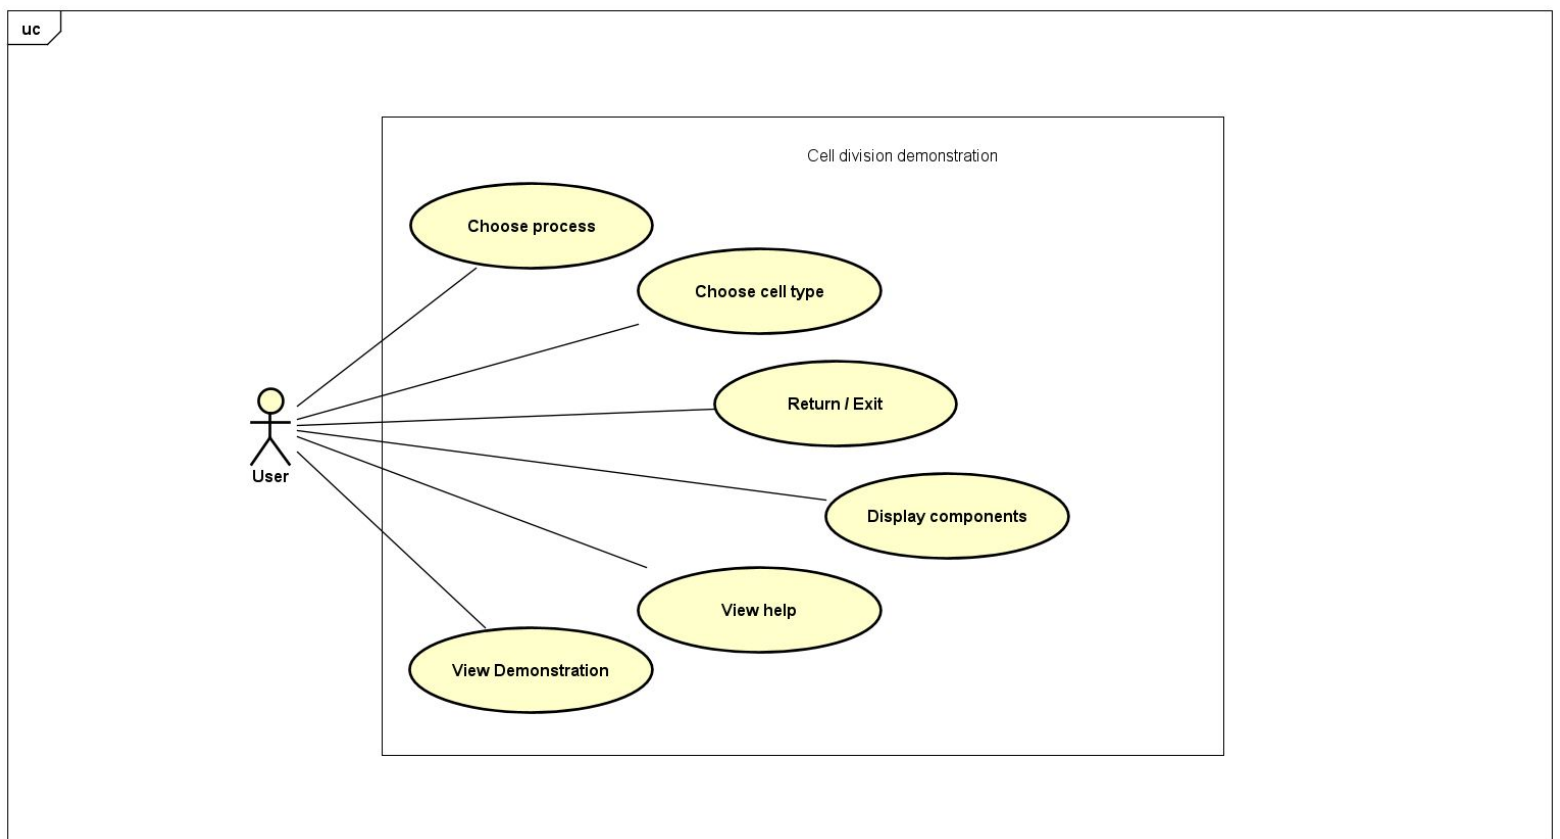 uc
Cell division demonstration
Choose process
Choose cell type
Return / Exit
User
Display components
View help
View Demonstration